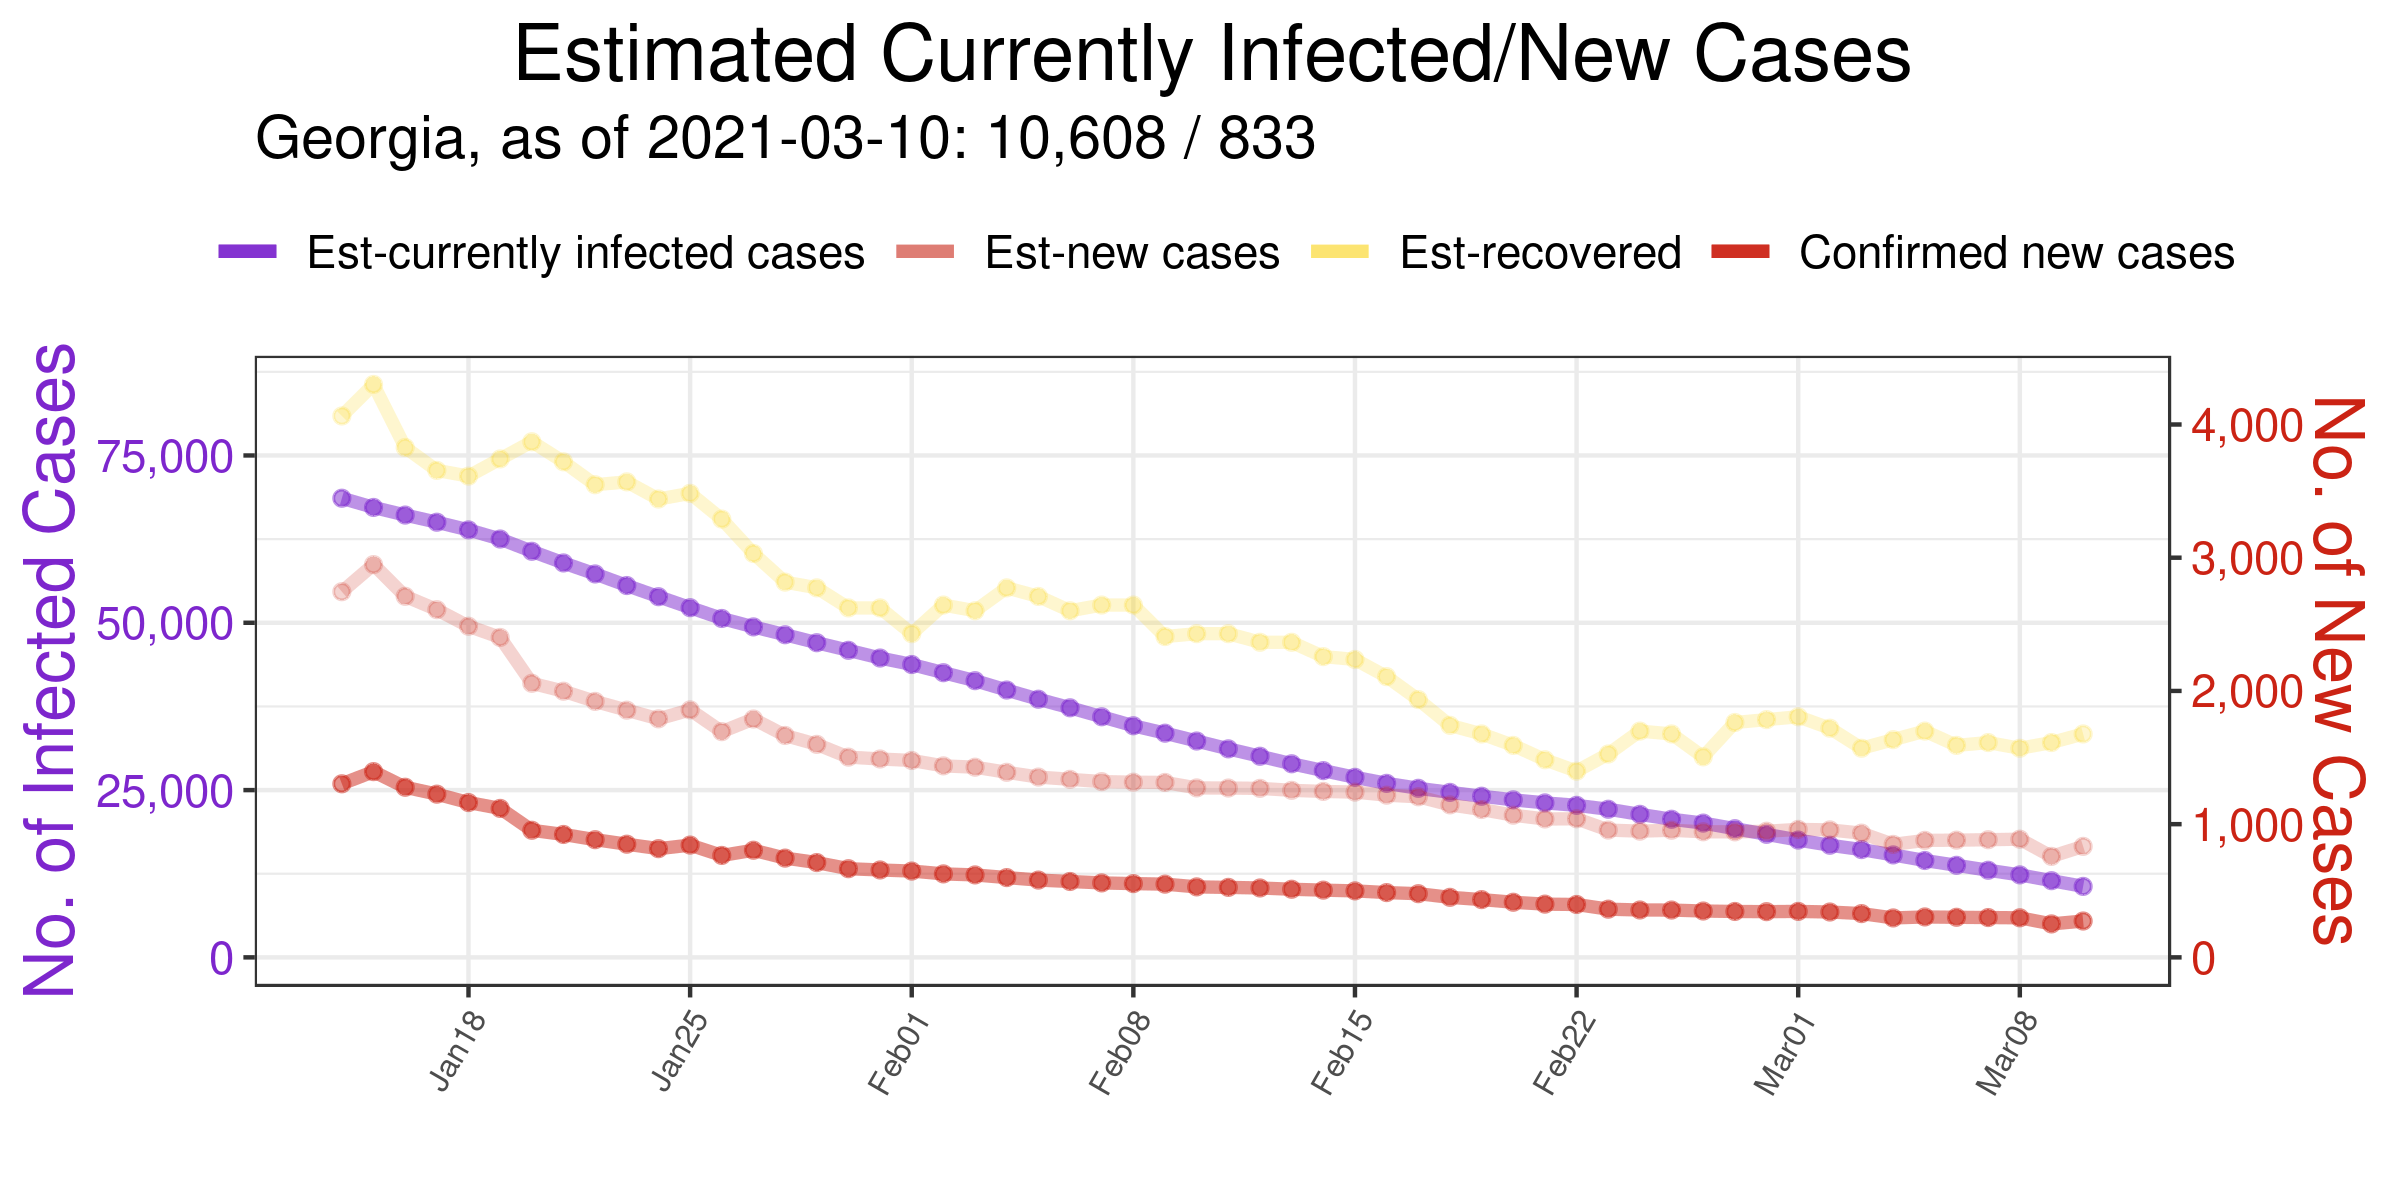 Estimated Currently Infected/New Cases
Georgia, as of 2021-03-10: 10,608 / 833
Est-currently infected cases Est-new cases Est-recovered Confirmed new cases
No. of Infected Cases
75,000
50,000
25,000
0
4,000
3,000
2,000
1,000
0
No. of New Cases
Jan18 Jan25 Feb01 Feb08 Feb15 Feb22 Mar01 Mar08